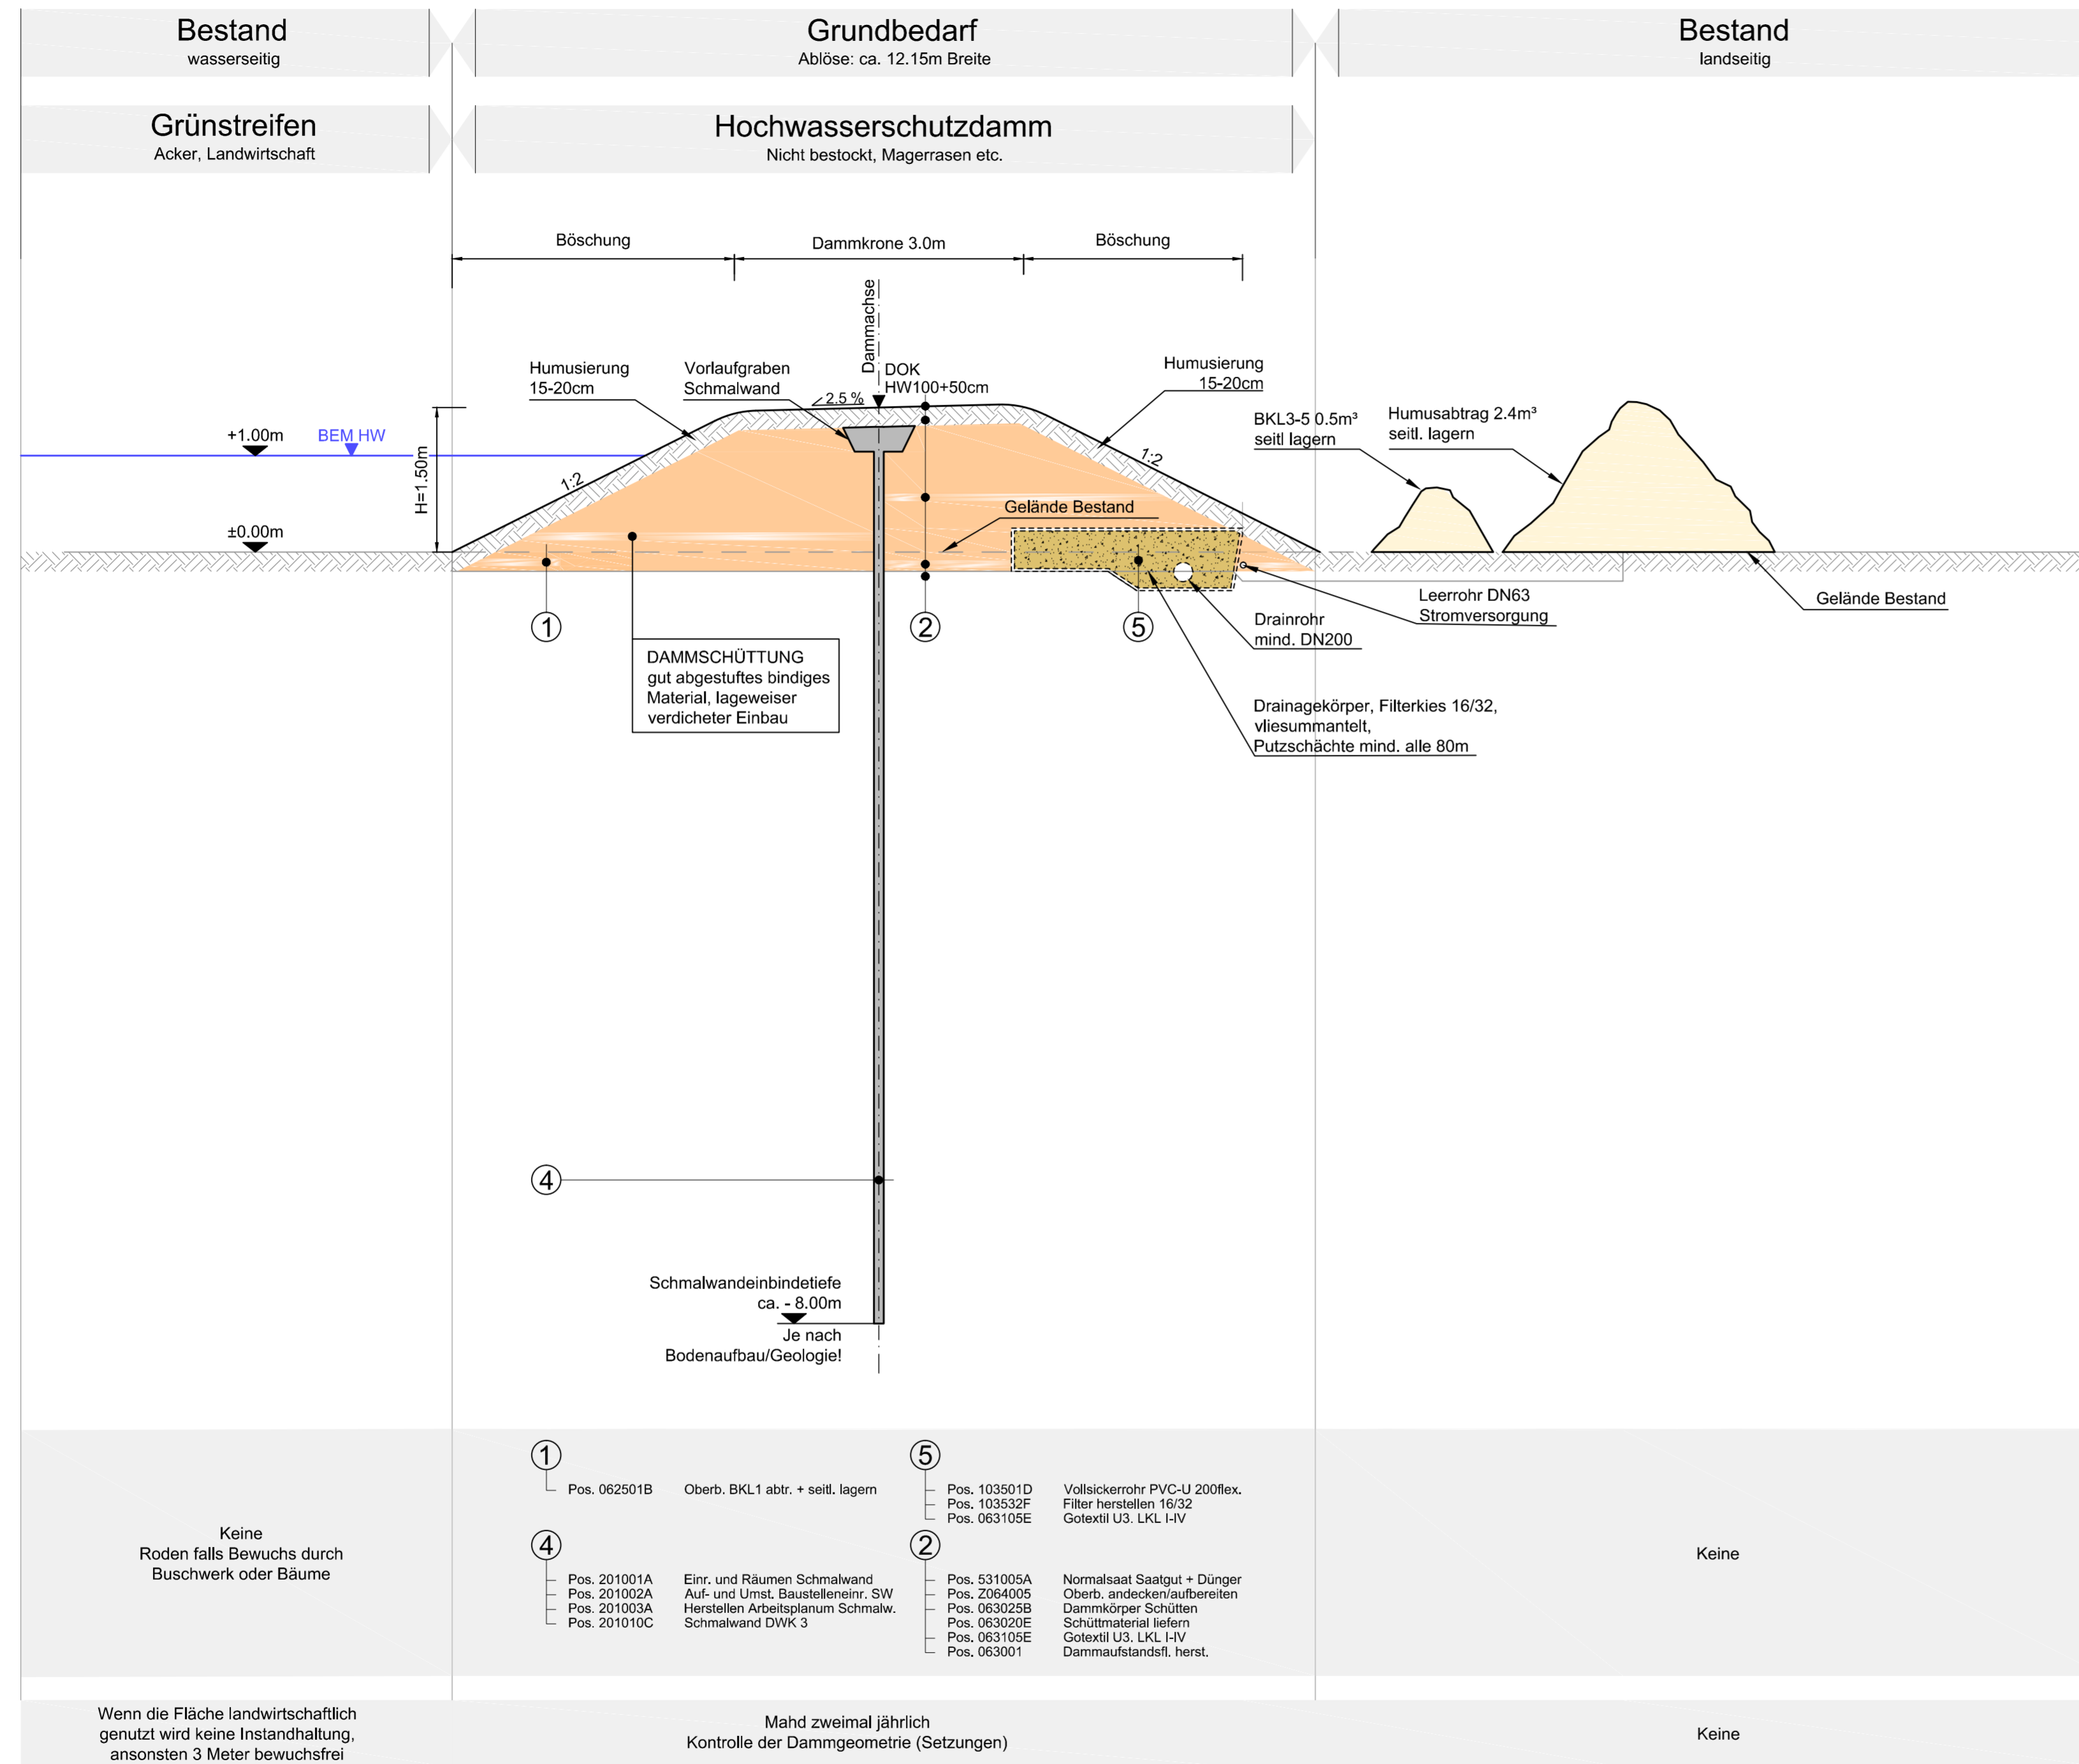 Bestand
wasserseitig
Grundbedarf
Ablöse: ca. 12.15m Breite
Bestand
landseitig
Grünstreifen
Acker, Landwirtschaft
Hochwasserschutzdamm
Nicht bestockt, Magerrasen etc.
Böschung
Dammkrone 3.0m
Böschung
Dammachse
Humusierung
15-20cm
Vorlaufgraben
Schmalwand
DOK
HW100+50cm
2.5 %
Humusierung
15-20cm
BKL3-5 0.5m³
seitl lagern
Humusabtrag 2.4m³
seitl. lagern
+1.00m
BEM HW
H=1.50m
1:2
1:2
±0.00m
Gelände Bestand
1
2
5
DAMMSCHÜTTUNG
gut abgestuftes bindiges
Material, lageweiser
verdicheter Einbau
Drainrohr
mind. DN200
Leerrohr DN63
Stromversorgung
Gelände Bestand
Drainagekörper, Filterkies 16/32,
vliesummantelt,
Putzschächte mind. alle 80m
4
Schmalwandeinbindetiefe
ca. - 8.00m
Je nach
Bodenaufbau/Geologie!
Keine
Roden falls Bewuchs durch
Buschwerk oder Bäume
1
Pos. 062501B Oberb. BKL1 abtr. + seitl. lagern
4
Pos. 201001A Einr. und Räumen Schmalwand
Pos. 201002A Auf- und Umst. Baustelleneinr. SW
Pos. 201003A Herstellen Arbeitsplanum Schmalw.
Pos. 201010C Schmalwand DWK 3
5
Pos. 103501D Vollsickerrohr PVC-U 200flex.
Pos. 103532F Filter herstellen 16/32
Pos. 063105E Gotextil U3. LKL I-IV
2
Pos. 531005A Normalsaat Saatgut + Dünger
Pos. Z064005 Oberb. andecken/aufbereiten
Pos. 063025B Dammkörper Schütten
Pos. 063020E Schüttmaterial liefern
Pos. 063105E Gotextil U3. LKL I-IV
Pos. 063001 Dammaufstandsfl. herst.
Keine
Wenn die Fläche landwirtschaftlich
genutzt wird keine Instandhaltung,
ansonsten 3 Meter bewuchsfrei
Mahd zweimal jährlich
Kontrolle der Dammgeometrie (Setzungen)
Keine